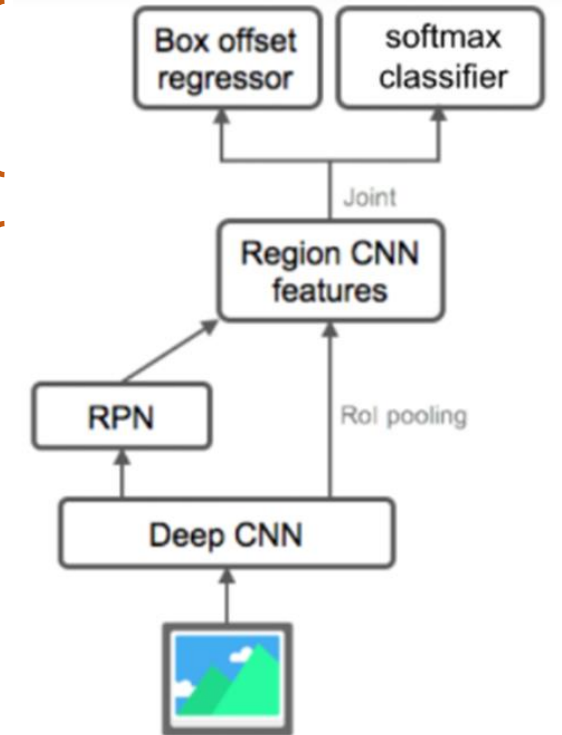 Box offset
regressor
softmax
classifier
Joint
Region CNN
features
RPN
RoI pooling
Deep CNN